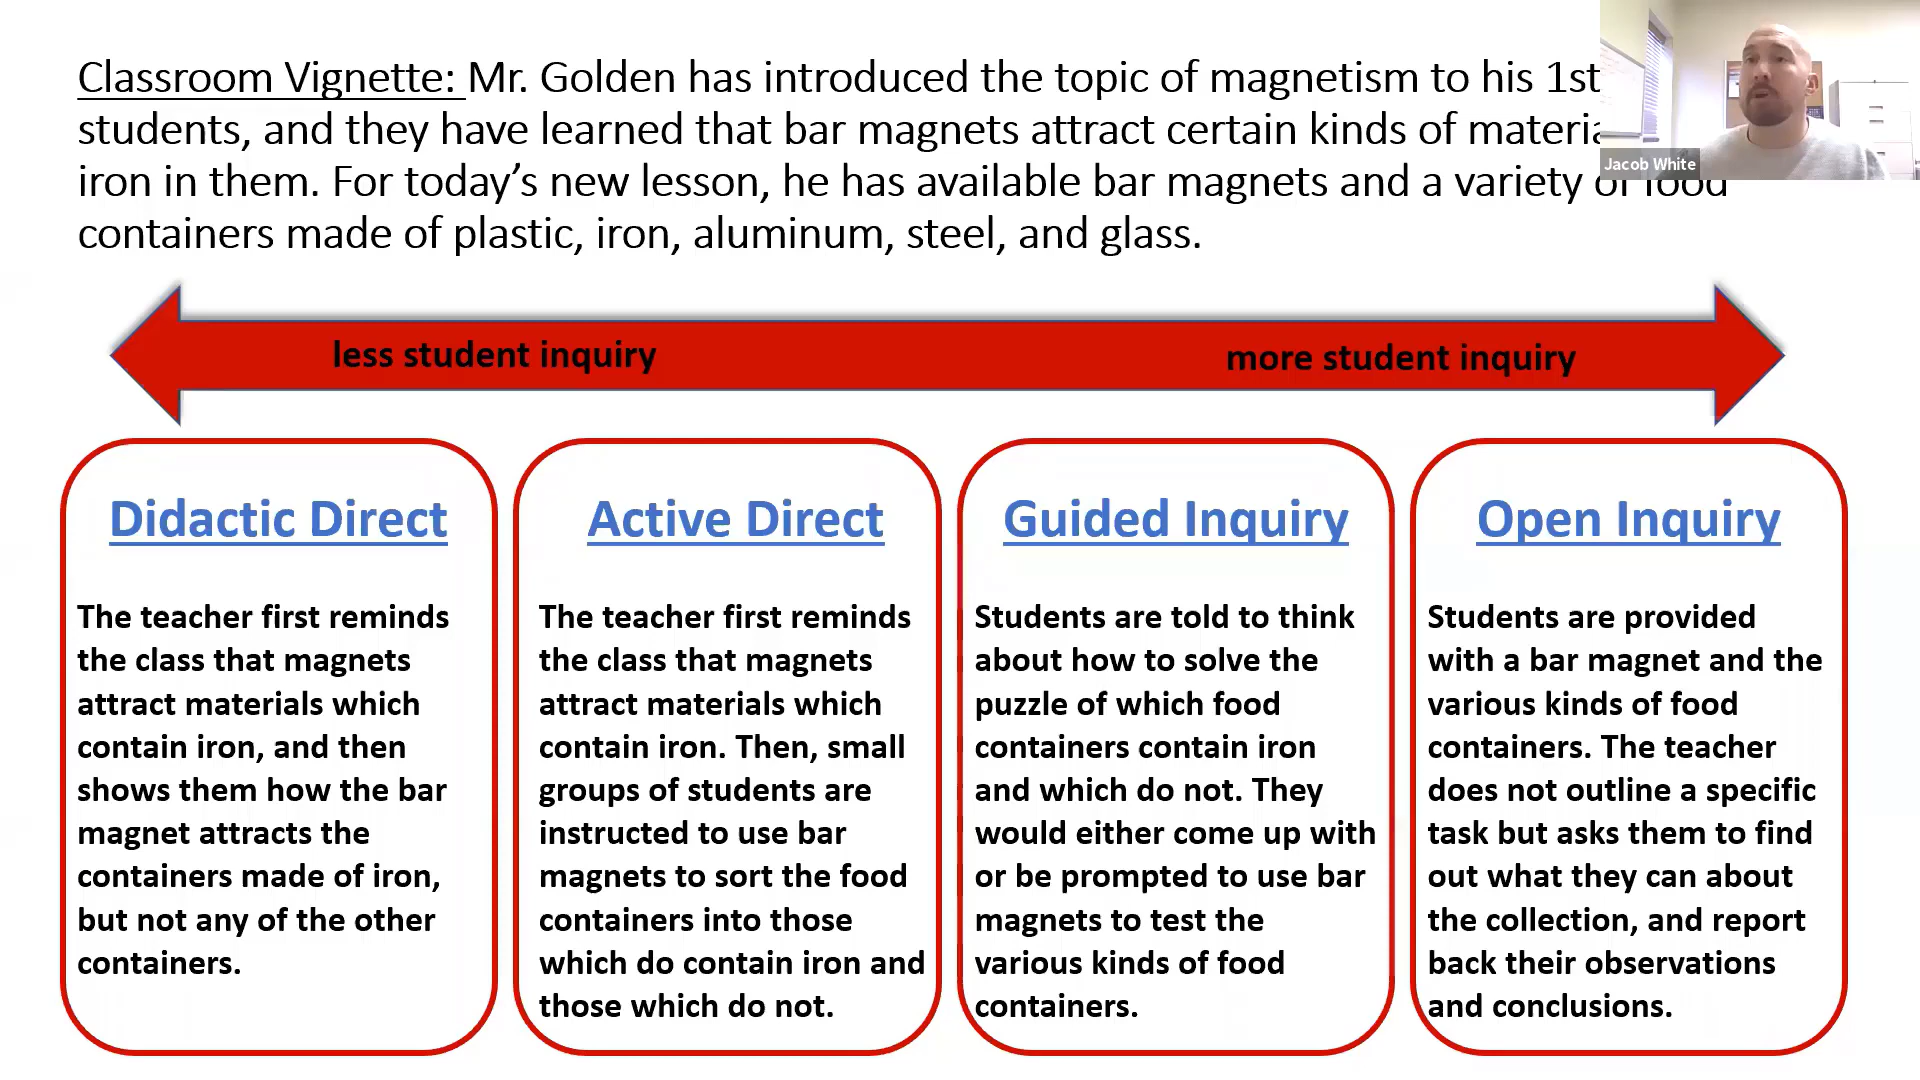 Classroom Vignette: Mr. Golden has introduced the topic of magnetism to his 1st
students, and they have learned that bar magnets attract certain kinds of
iron in them. For today’s new lesson, he has available bar magnets and a variety of food
containers made of plastic, iron, aluminum, steel, and glass.
Jacob White
less student inquiry
more student inquiry
Didactic Direct
The teacher first reminds
the class that magnets
attract materials which
contain iron, and then
shows them how the bar
magnet attracts the
containers made of iron,
but not any of the other
containers.
Active Direct
The teacher first reminds
the class that magnets
attract materials which
contain iron. Then, small
groups of students are
instructed to use bar
magnets to sort the food
containers into those
which do contain iron and
those which do not.
Guided Inquiry
Students are told to think
about how to solve the
puzzle of which food
containers contain iron
and which do not. They
would either come up with
or be prompted to use bar
magnets to test the
various kinds of food
containers.
Open Inquiry
Students are provided
with a bar magnet and the
various kinds of food
containers. The teacher
does not outline a specific
task but asks them to find
out what they can about
the collection, and report
back their observations
and conclusions.